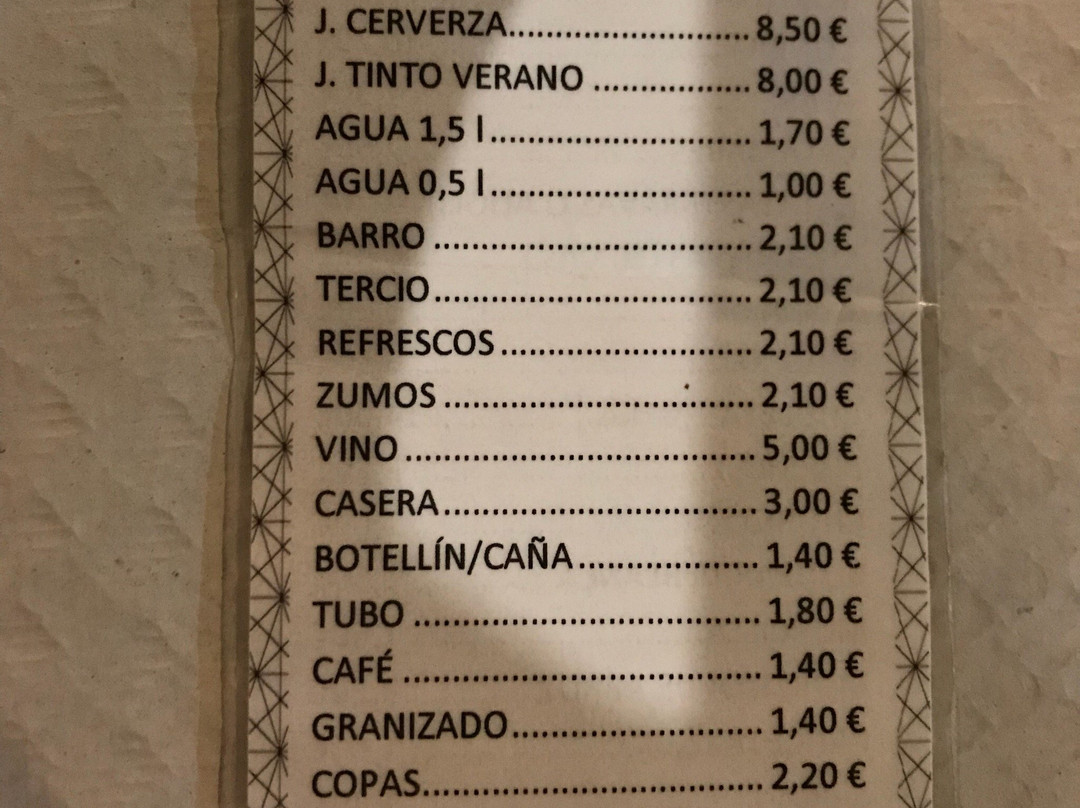 J. CERVERZA........................ 8,50 €
J. TINTO VERANO ................. 8,00 €
AGUA 1,5 l............................ 1,70 €
AGUA 0,5 l............................ 1,00 €
BARRO .................................. 2,10 €
TERCIO.................................. 2,10 €
REFRESCOS........................... 2,10 €
ZUMOS ................................. 2,10 €
VINO ..................................... 5,00 €
CASERA................................. 3,00 €
BOTELLÍN/CAÑA................... 1,40 €
TUBO .................................... 1,80 €
CAFÉ ..................................... 1,40 €
GRANIZADO.......................... 1,40 €
COPAS................................... 2,20 €